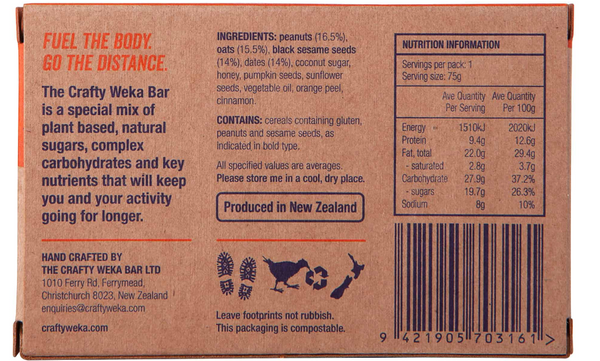 FUEL THE BODY.
GO THE DISTANCE.
The Crafty Weka Bar
is a special mix of
plant based, natural
sugars, complex
carbohydrates and key
nutrients that will keep
you and your activity
going for longer.
HAND CRAFTED BY
THE CRAFTY WEKA BAR LTD
1010 Ferry Rd, Ferrymead,
Christchurch 8023, New Zealand
enquiries@craftyweka.com
craftyweka.com
INGREDIENTS: peanuts (16.5%),
oats (15.5%), black sesame seeds
(14%), dates (14%), coconut sugar,
honey, pumpkin seeds, sunflower
seeds, vegetable oil, orange peel,
cinnamon.
CONTAINS: cereals containing gluten,
peanuts and sesame seeds, as
indicated in bold type.
All specified values are averages.
Please store me in a cool, dry place.
Produced in New Zealand
Leave footprints not rubbish.
This packaging is compostable.
NUTRITION INFORMATION
Servings per pack: 1
Serving size: 75g
Ave Quantity Ave Quantity
Per Serving Per 100g
Energy 1510kJ 2020kJ
Protein 9.4g 12.6g
Fat, total 22.0g 29.4g
- saturated 2.8g 3.7g
Carbohydrate 27.9g 37.2%
- sugars 19.7g 26.3%
Sodium 8g 10%
9 421905 703161 >